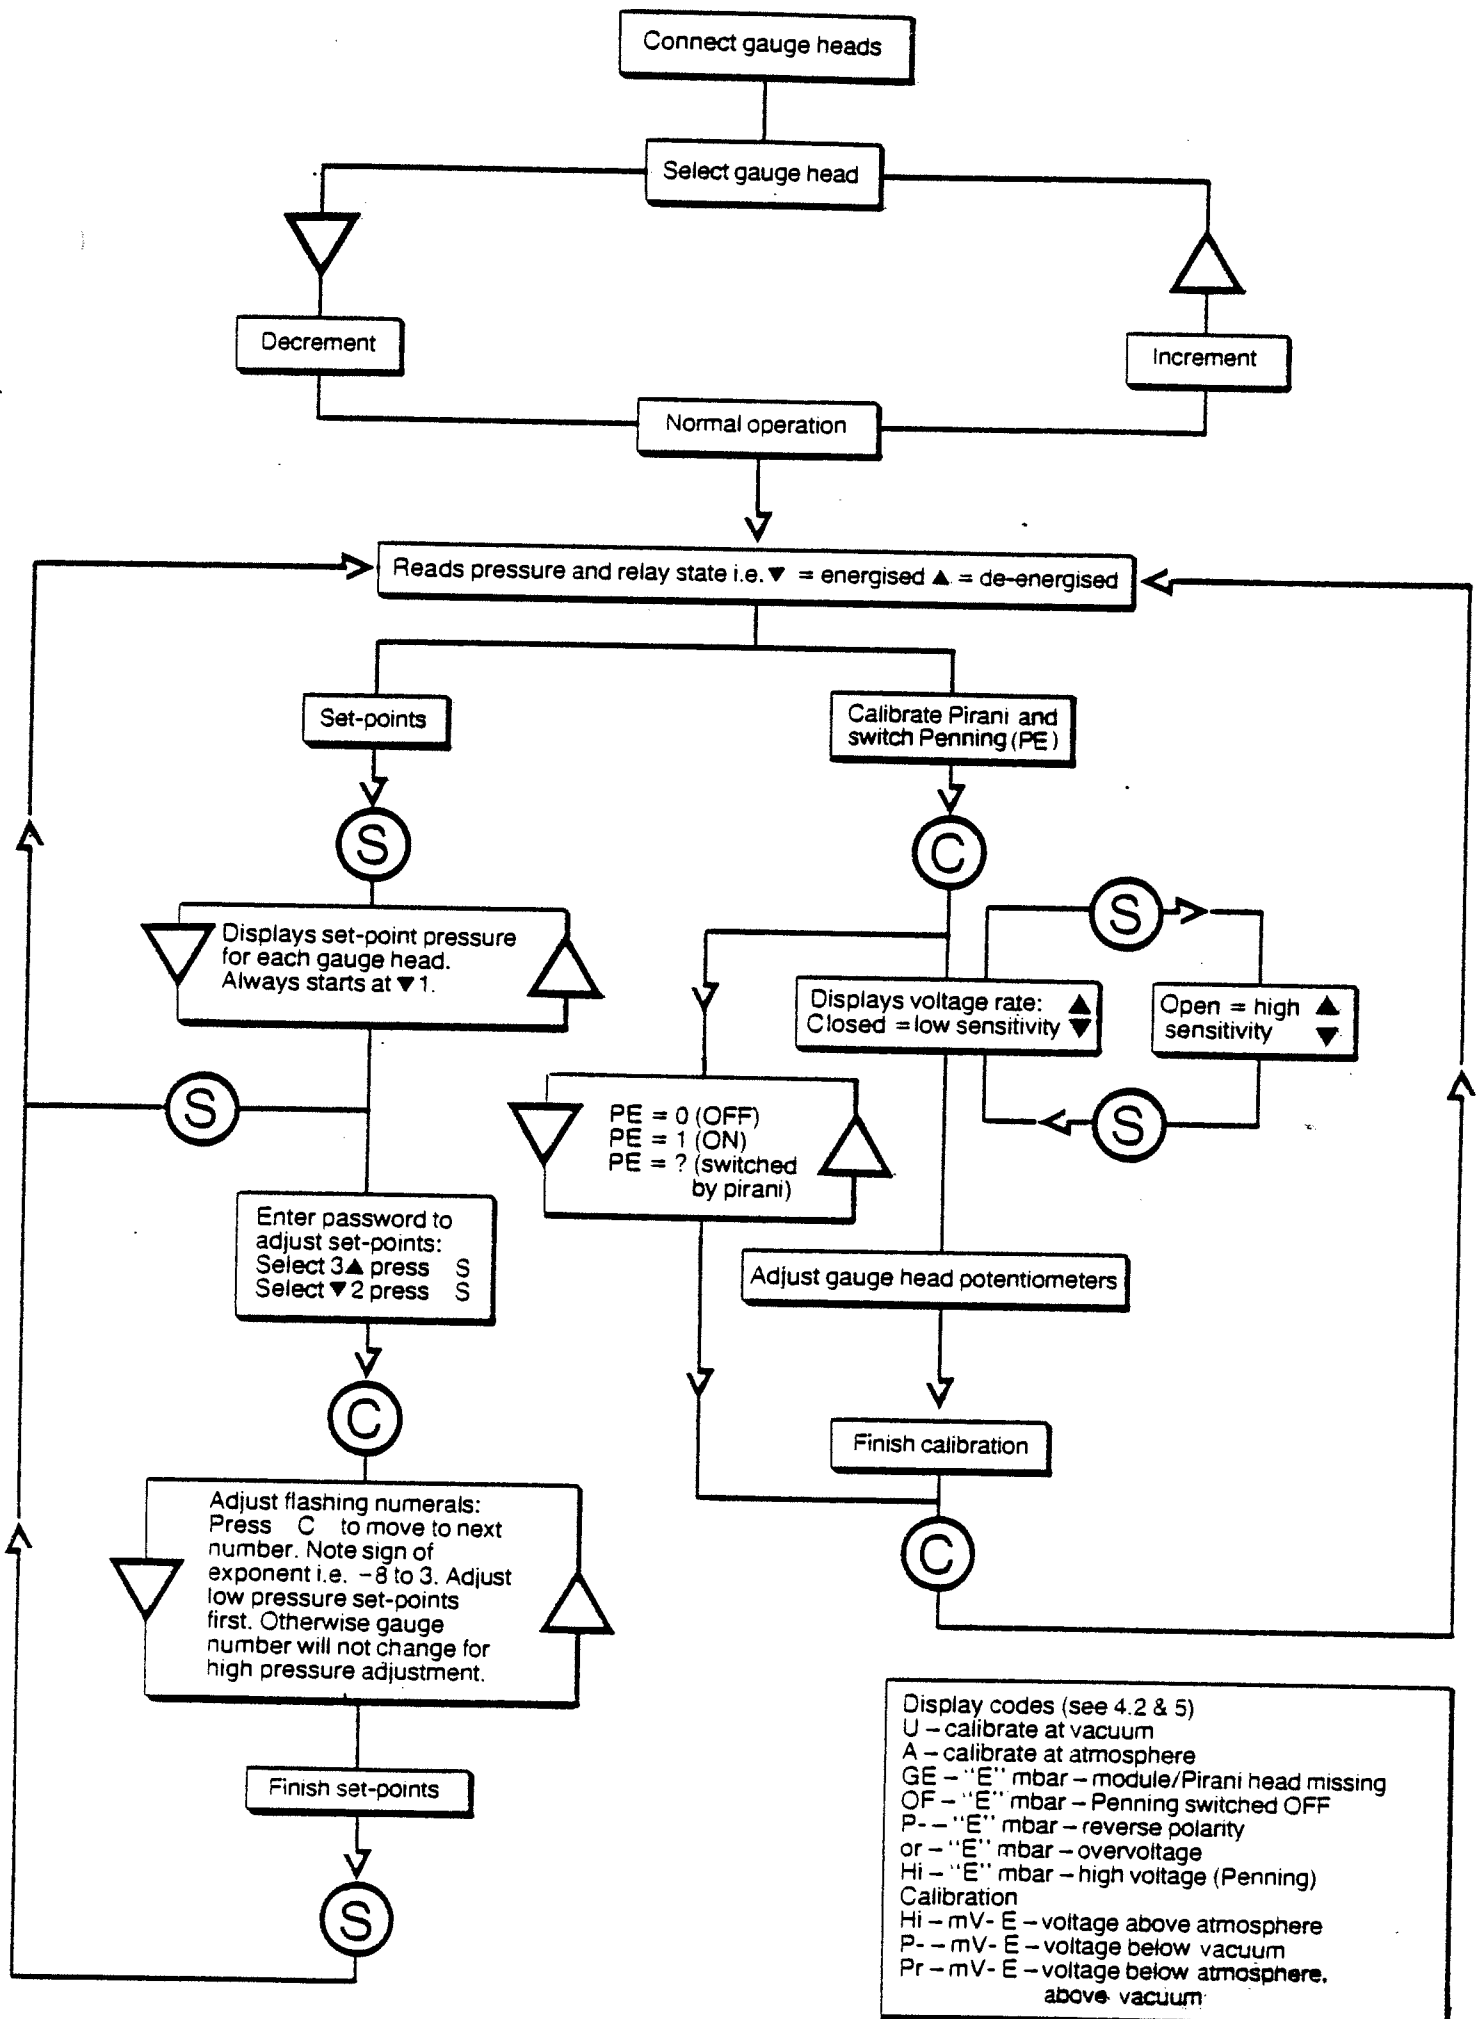 Connect gauge heads
Select gauge head
Decrement
Increment
Normal operation
Reads pressure and relay state i.e. ▼ = energised ▲ = de-energised
Set-points
Calibrate Pirani and
switch Penning (PE)
S
C
Displays set-point pressure
for each gauge head.
Always starts at ▼1.
S
Displays voltage rate: ▲
Closed = low sensitivity ▼
Open = high ▲
sensitivity ▼
S
S
PE = 0 (OFF)
PE = 1 (ON)
PE = ? (switched
by pirani)
Enter password to
adjust set-points:
Select 3▲ press S
Select ▼2 press S
Adjust gauge head potentiometers
C
Finish calibration
C
Adjust flashing numerals:
Press C to move to next
number. Note sign of
exponent i.e. -8 to 3. Adjust
low pressure set-points
first. Otherwise gauge
number will not change for
high pressure adjustment.
Finish set-points
S
Display codes (see 4.2 & 5)
U – calibrate at vacuum
A – calibrate at atmosphere
GE – "E" mbar – module/Pirani head missing
OF – "E" mbar – Penning switched OFF
P- – "E" mbar – reverse polarity
or – "E" mbar – overvoltage
Hi – "E" mbar – high voltage (Penning)
Calibration
Hi – mV- E – voltage above atmosphere
P- – mV- E – voltage below vacuum
Pr – mV- E – voltage below atmosphere,
above vacuum